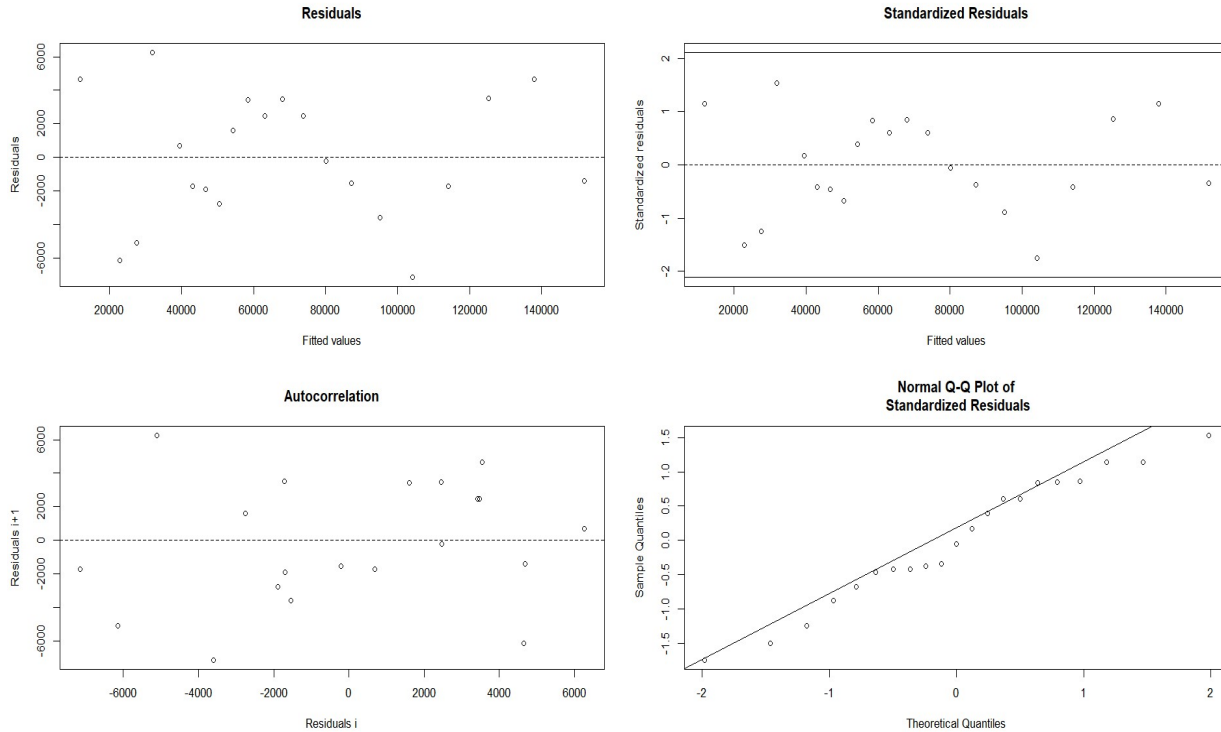 Residuals
Residuals
6000
2000
0
-2000
-6000
20000 40000 60000 80000 100000 120000 140000
Fitted values
Standardized Residuals
Standardized residuals
2
1
0
-1
-2
20000 40000 60000 80000 100000 120000 140000
Fitted values
Autocorrelation
Residuals i+1
6000
2000
0
-2000
-6000
-6000 -4000 -2000 0 2000 4000 6000
Residuals i
Normal Q-Q Plot of
Standardized Residuals
Sample Quantiles
1.5
1.0
0.5
0.0
-0.5
-1.0
-1.5
-2 -1 0 1 2
Theoretical Quantiles